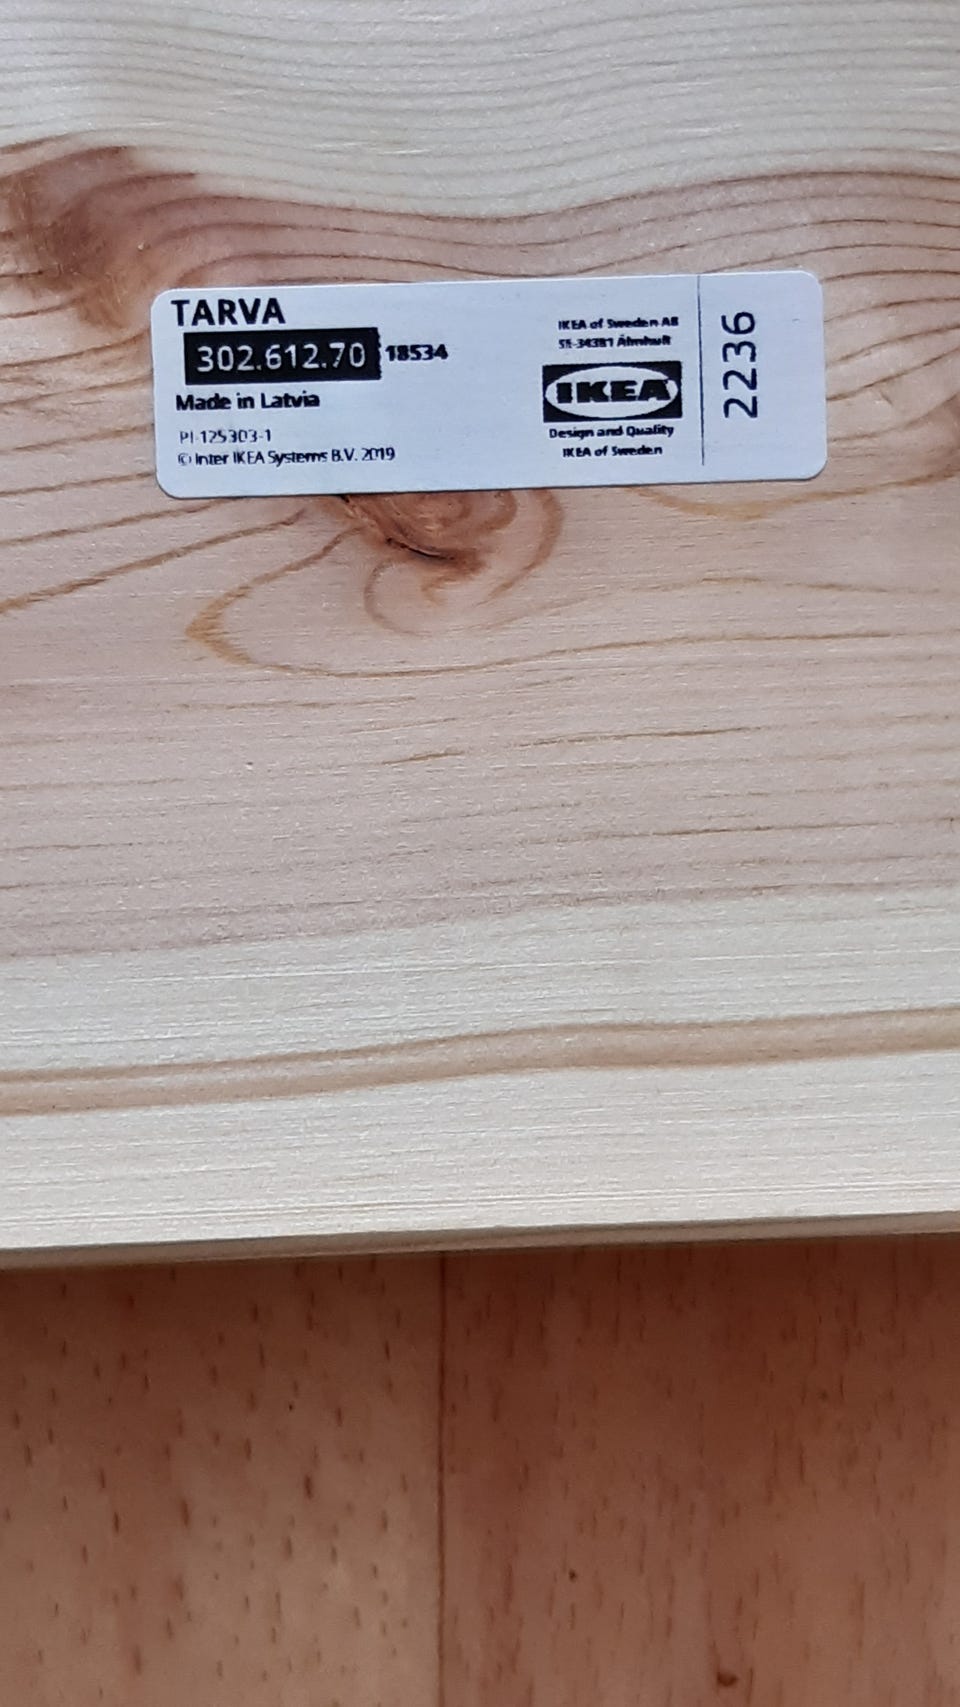 TARVA
302.612.70 18534
Made in Latvia
PI-125303-1
© Inter IKEA Systems B.V. 2019
IKEA of Sweden AB
SE-34381 Älmhult
IKEA
Design and Quality
IKEA of Sweden
2236